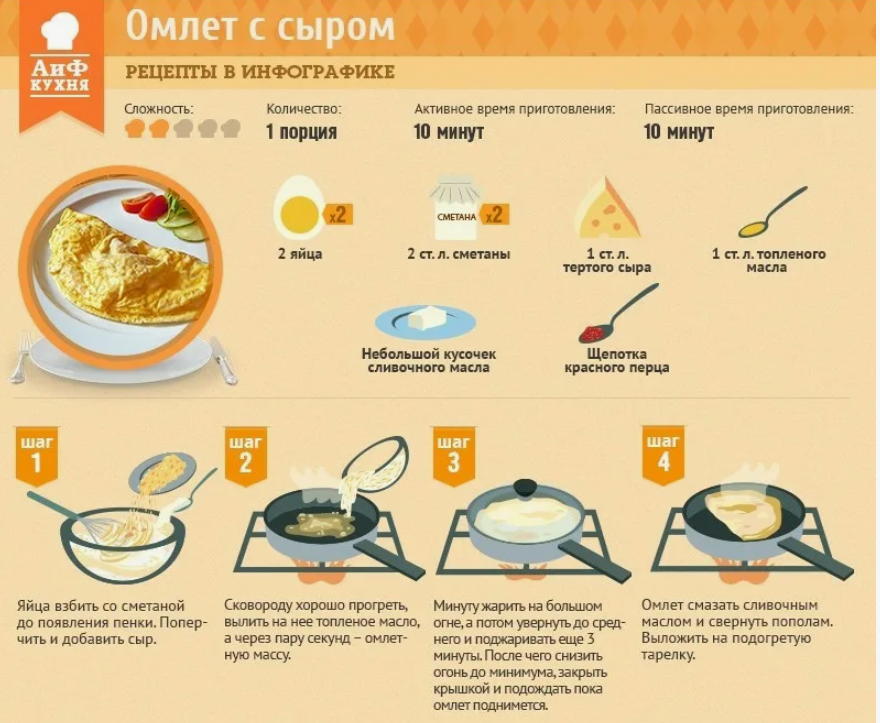 Омлет с сыром
АиФ
КУХНЯ
РЕЦЕПТЫ В ИНФОГРАФИКЕ
Сложность:
Количество:
1 порция
Активное время приготовления:
10 минут
Пассивное время приготовления:
10 минут
x2
2 яйца
СМЕТАНА
x2
2 ст. л. сметаны
1 ст. л.
тертого сыра
1 ст. л. топленого
масла
Небольшой кусочек
сливочного масла
Щепотка
красного перца
шаг
1
Яйца взбить со сметаной
до появления пенки. Попер-
чить и добавить сыр.
шаг
2
Сковороду хорошо прогреть,
вылить на нее топленое масло,
а через пару секунд – омлет-
ную массу.
шаг
3
Минуту жарить на большом
огне, а потом увернуть до сред-
него и поджаривать еще 3
минуты. После чего снизить
огонь до минимума, закрыть
крышкой и подождать пока
омлет поднимется.
шаг
4
Омлет смазать сливочным
маслом и свернуть пополам.
Выложить на подогретую
тарелку.